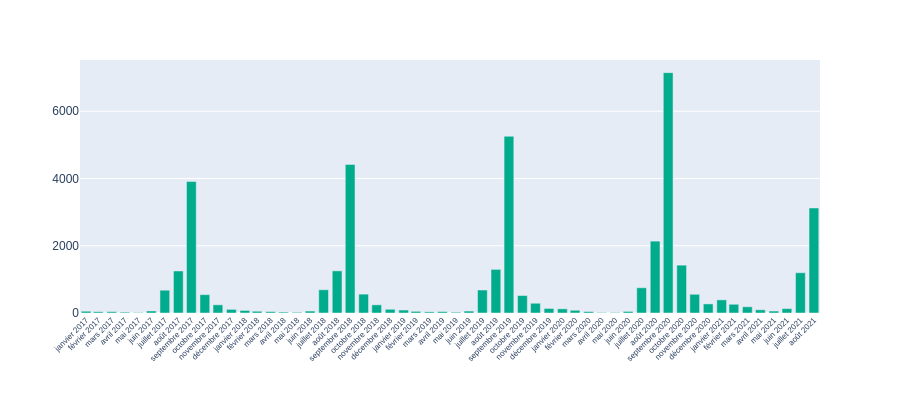 6000
4000
2000
0
janvier 2017
février 2017
mars 2017
avril 2017
mai 2017
juin 2017
juillet 2017
août 2017
septembre 2017
octobre 2017
novembre 2017
décembre 2017
janvier 2018
février 2018
mars 2018
avril 2018
mai 2018
juin 2018
juillet 2018
août 2018
septembre 2018
octobre 2018
novembre 2018
décembre 2018
janvier 2019
février 2019
mars 2019
avril 2019
mai 2019
juin 2019
juillet 2019
août 2019
septembre 2019
octobre 2019
novembre 2019
décembre 2019
janvier 2020
février 2020
mars 2020
avril 2020
mai 2020
juin 2020
juillet 2020
août 2020
septembre 2020
octobre 2020
novembre 2020
décembre 2020
janvier 2021
février 2021
mars 2021
avril 2021
mai 2021
juin 2021
juillet 2021
août 2021